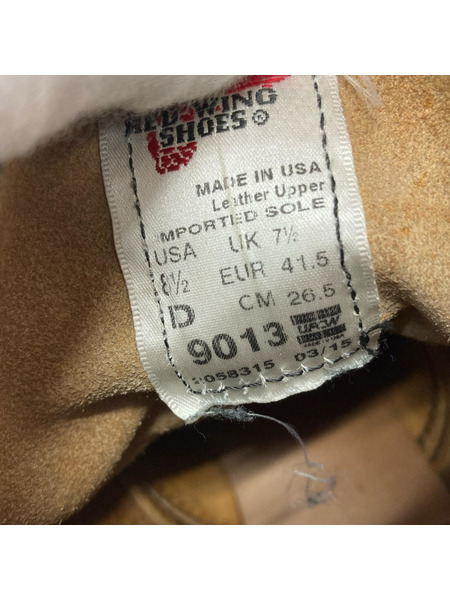 RED WING
SHOES®
MADE IN USA
Leather Upper
IMPORTED SOLE
USA UK 7½
8½ EUR 41.5
D CM 26.5
9013
2058315 03/15